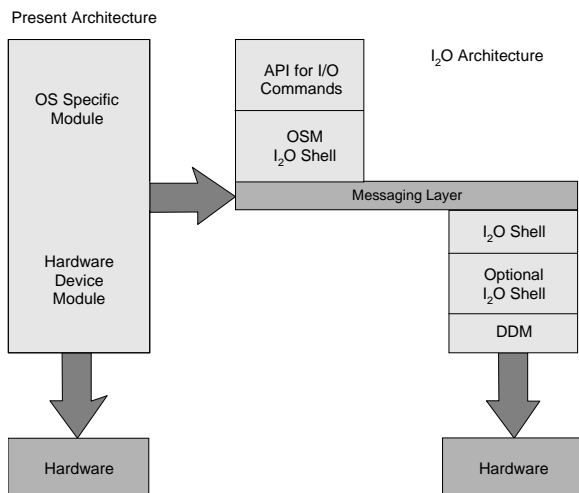 Present Architecture
OS Specific
Module
Hardware
Device
Module
Hardware
I₂O Architecture
API for I/O
Commands
OSM
I₂O Shell
Messaging Layer
I₂O Shell
Optional
I₂O Shell
DDM
Hardware